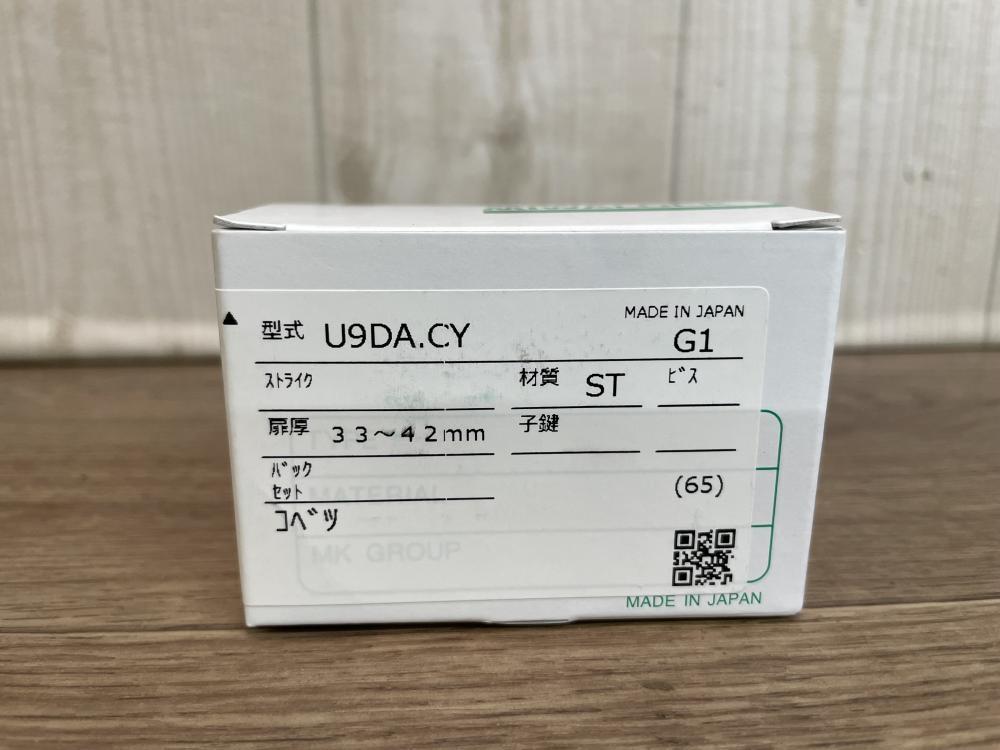 MADE IN JAPAN
型式 U9DA.CY G1
ストライク 材質 ST ビス
扉厚 33～42mm 子鍵
バック
セット (65)
コベツ
MATERIAL
MK GROUP
MADE IN JAPAN